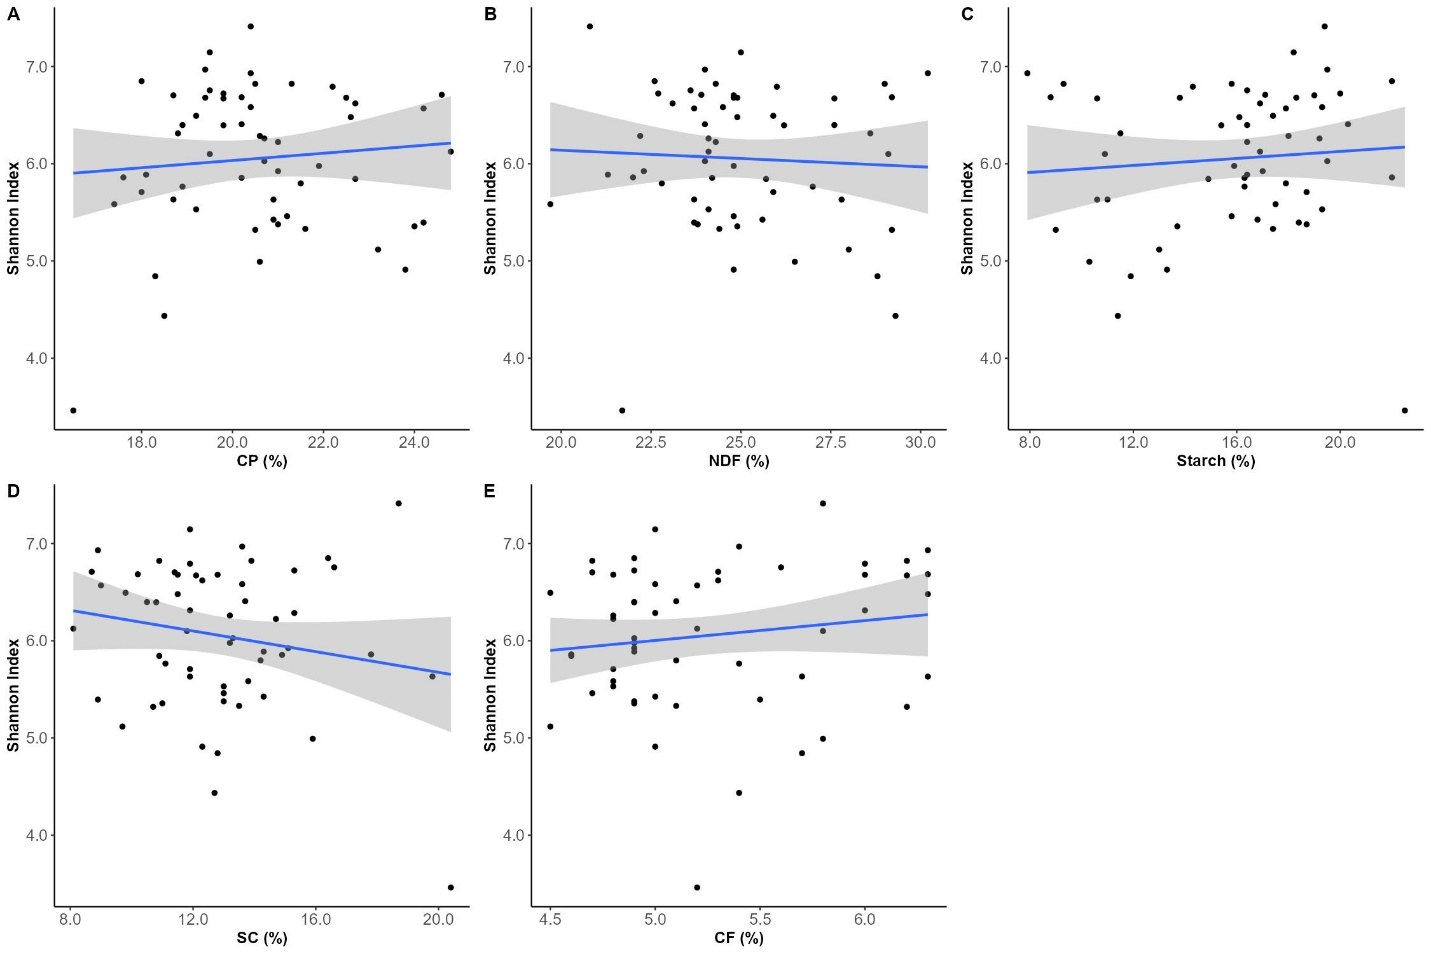 A
B
C
Shannon Index
7.0
6.0
5.0
4.0
18.0 20.0 22.0 24.0
CP (%)
Shannon Index
7.0
6.0
5.0
4.0
20.0 22.5 25.0 27.5 30.0
NDF (%)
Shannon Index
7.0
6.0
5.0
4.0
8.0 12.0 16.0 20.0
Starch (%)
D
E
Shannon Index
7.0
6.0
5.0
4.0
8.0 12.0 16.0 20.0
SC (%)
Shannon Index
7.0
6.0
5.0
4.0
4.5 5.0 5.5 6.0
CF (%)